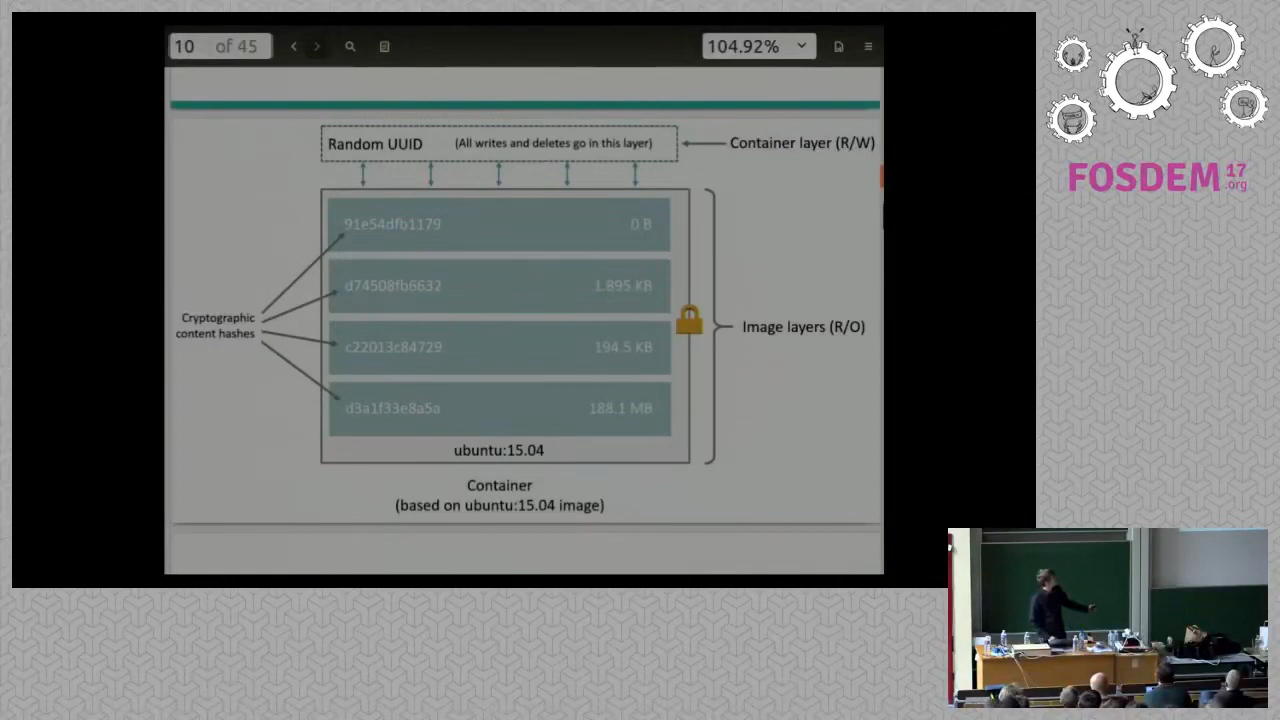 10 of 45
104.92%
Random UUID (All writes and deletes go in this layer)
Container layer (R/W)
91e54dfb1179 0 B
d74508fb6632 1.895 KB
Cryptographic
content hashes
c22013c84729 194.5 KB
Image layers (R/O)
d3a1f33e8a5a 188.1 MB
ubuntu:15.04
Container
(based on ubuntu:15.04 image)
FOSDEM 17
.org